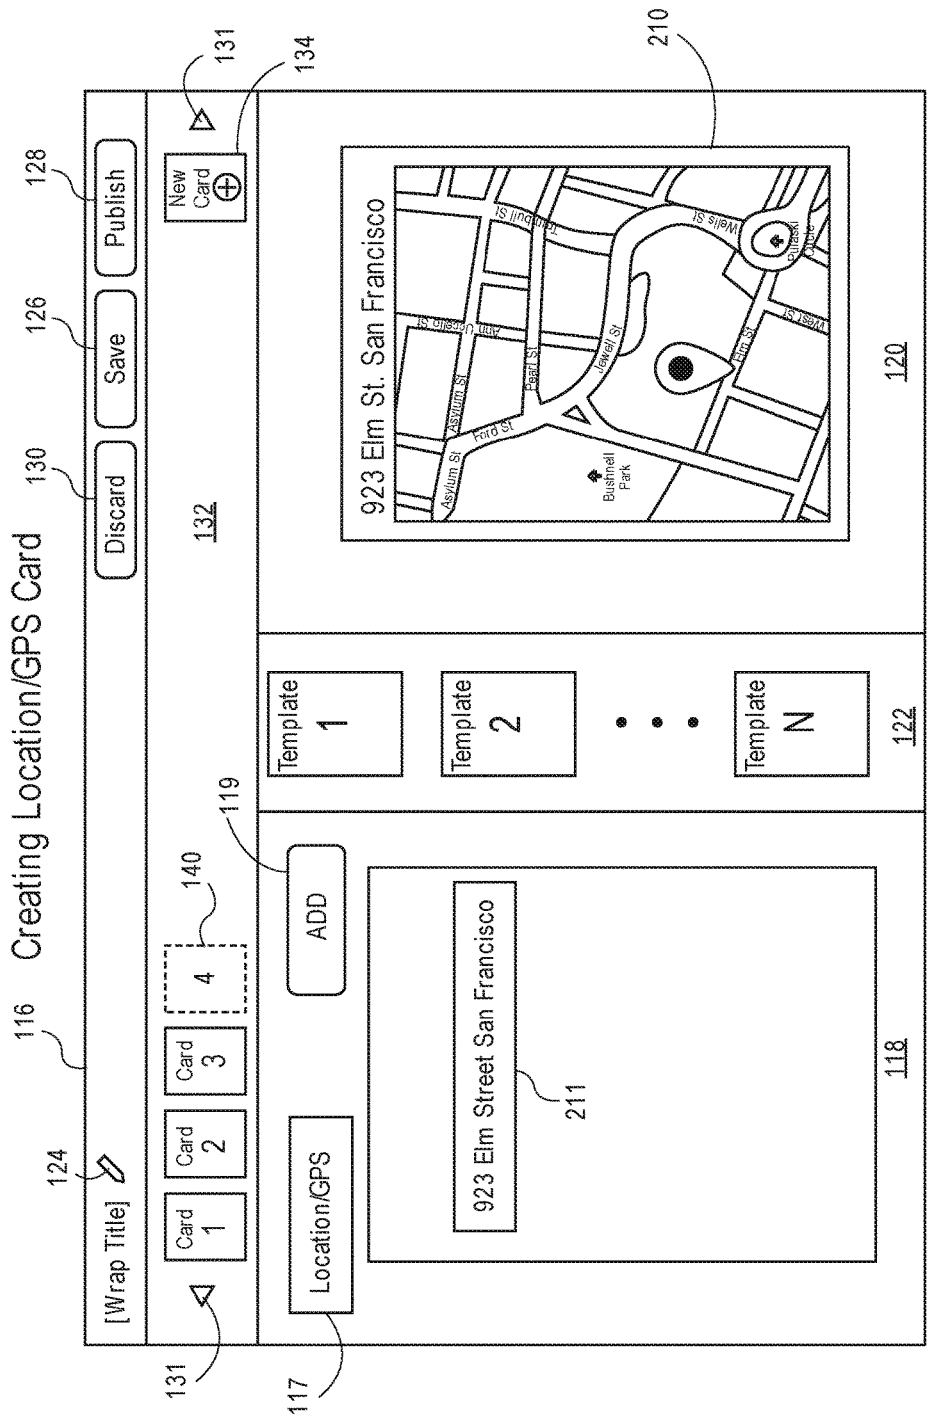 Creating Location/GPS Card
116
124
130
126
128
[Wrap Title]
Discard
Save
Publish
131
131
134
Card
1
Card
2
Card
3
4
140
132
New
Card
117
Location/GPS
119
ADD
923 Elm Street San Francisco
211
118
Template
1
Template
2
Template
N
122
210
923 Elm St. San Francisco
Asylum St
Asylum St
Ford St
Ann Uccello St
Pearl St
Trumbull St
Jewell St
Wells St
Elm St
West St
Bushnell
Park
Pulaski
Circle
120